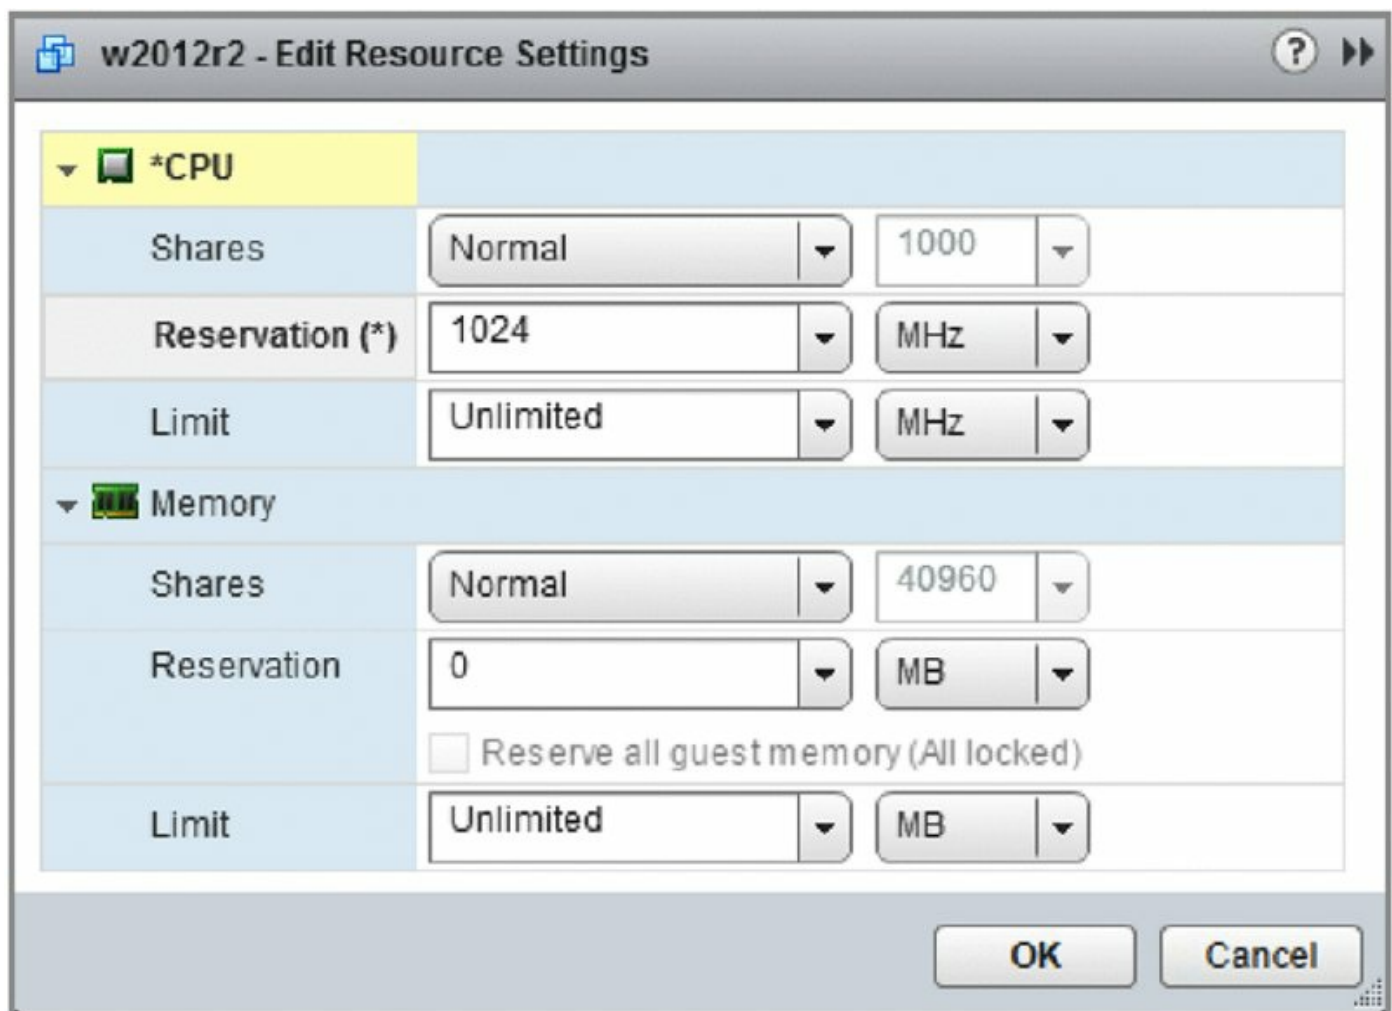 w2012r2 - Edit Resource Settings ?
*CPU
Shares Normal 1000
Reservation (*) 1024 MHz
Limit Unlimited MHz
Memory
Shares Normal 40960
Reservation 0 MB
Reserve all guest memory (All locked)
Limit Unlimited MB
OK Cancel